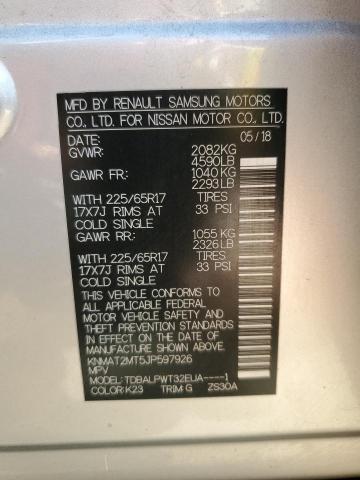 MFD BY RENAULT SAMSUNG MOTORS
CO., LTD. FOR NISSAN MOTOR CO., LTD.
DATE: 05/18
GVWR: 2082KG
4590LB
GAWR FR: 1040 KG
2293LB
WITH 225/65R17 TIRES
17X7J RIMS AT 33 PSI
COLD SINGLE
GAWR RR: 1055 KG
2326LB
WITH 225/65R17 TIRES
17X7J RIMS AT 33 PSI
COLD SINGLE
THIS VEHICLE CONFORMS TO
ALL APPLICABLE FEDERAL
MOTOR VEHICLE SAFETY AND
THEFT PREVENTION STANDARDS
IN EFFECT ON THE DATE OF
MANUFACTURE SHOWN ABOVE.
KNMAT2MT5JP597926
MPV
MODEL: TDBALPWT32EUA----1
COLOR: K23 TRIM: G ZS30A